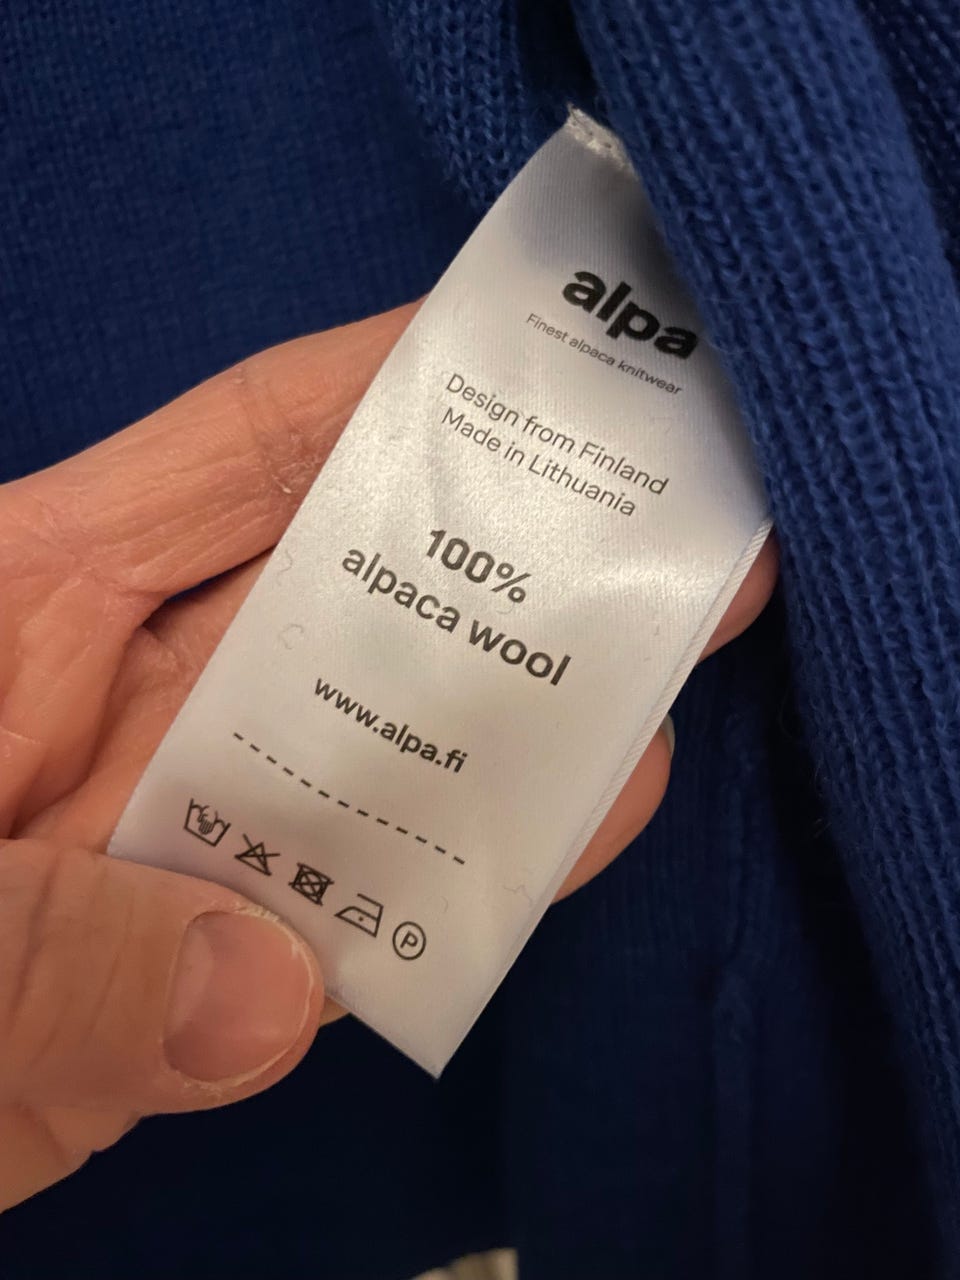 alpa
Finest alpaca knitwear
Design from Finland
Made in Lithuania
100%
alpaca wool
www.alpa.fi
P